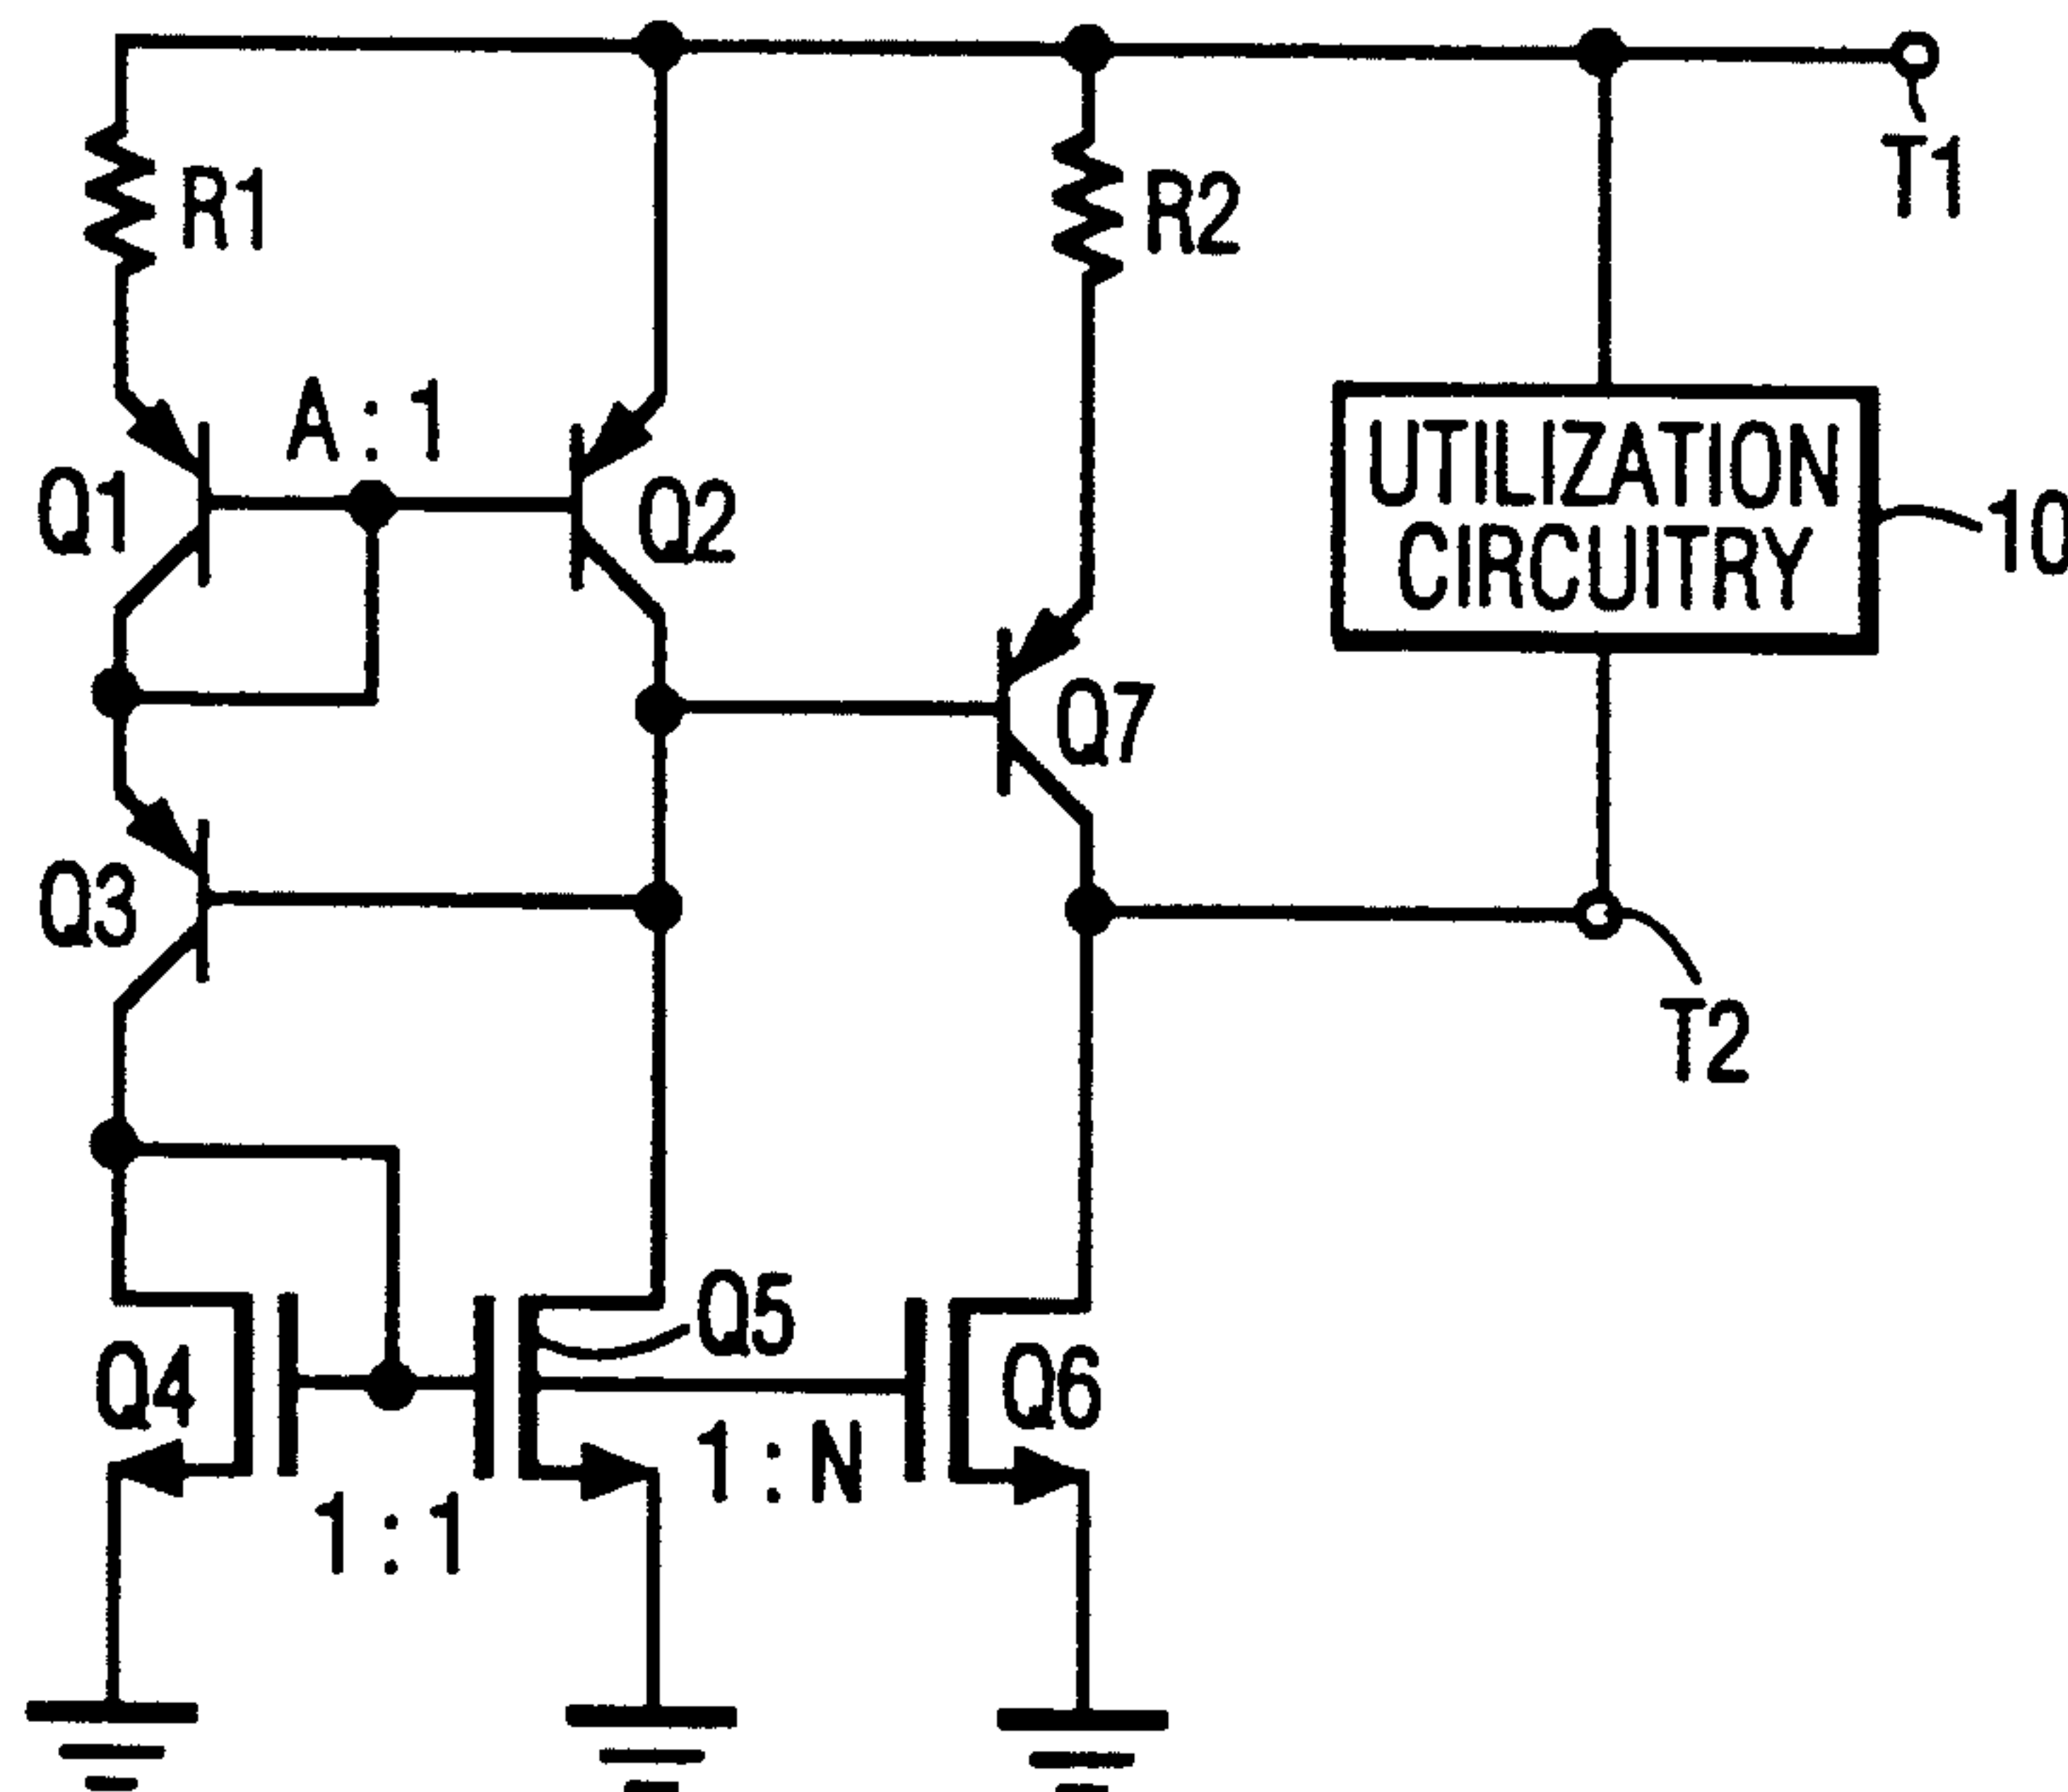 R1
R2
T1
A:1
Q1
Q2
UTILIZATION
CIRCUITRY
10
Q7
Q3
T2
Q5
Q4
Q6
1:N
1:1